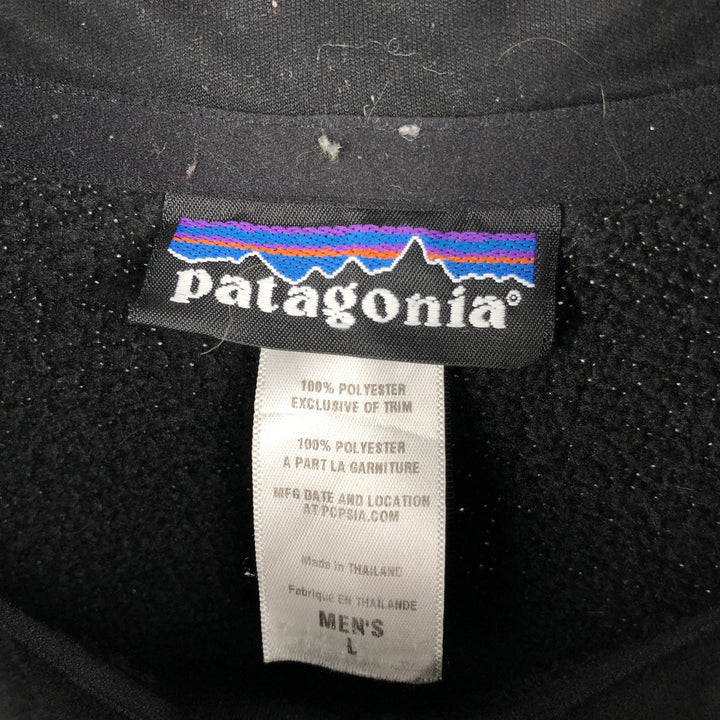 patagonia®
100% POLYESTER
EXCLUSIVE OF TRIM
100% POLYESTER
A PART LA GARNITURE
MFG DATE AND LOCATION
AT PCPSIA.COM
Made in THAILAND
Fabriqué EN THAÏLANDE
MEN'S
L